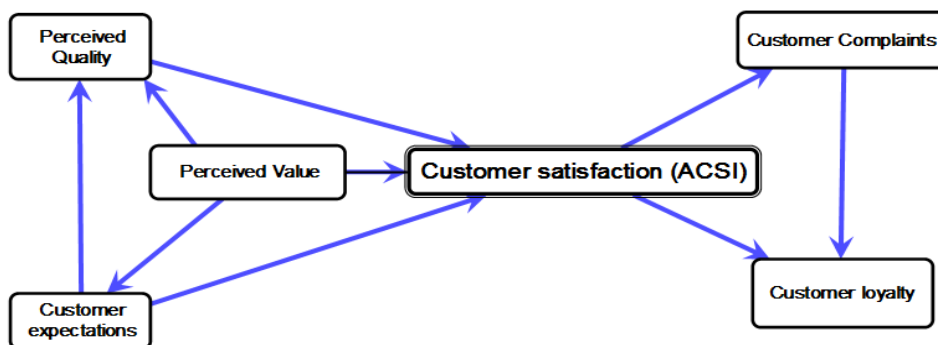 Perceived
Quality
Customer Complaints
Perceived Value
Customer satisfaction (ACSI)
Customer
expectations
Customer loyalty